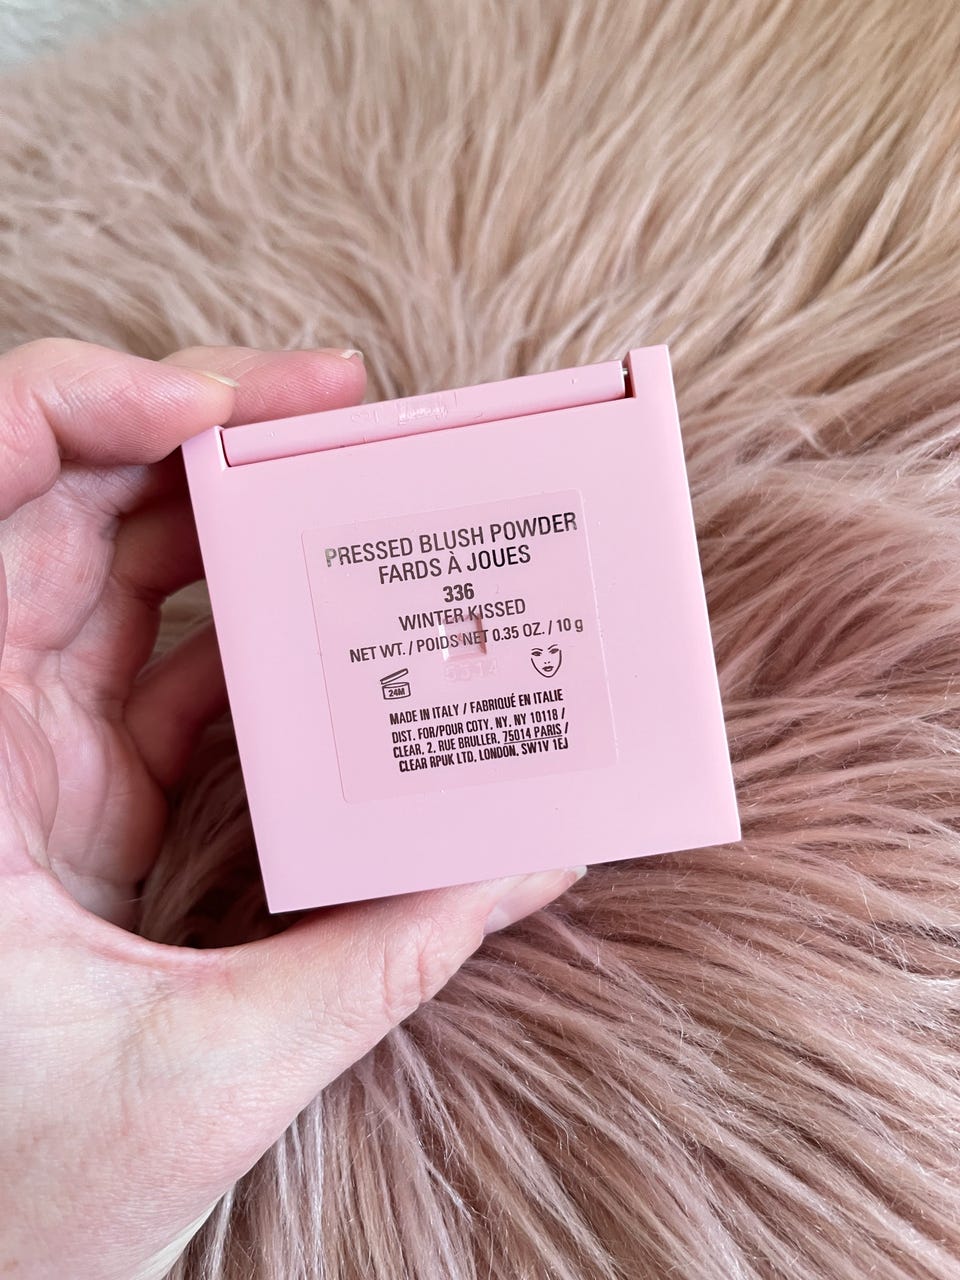 PRESSED BLUSH POWDER
FARDS À JOUES
336
WINTER KISSED
NET WT. / POIDS NET 0.35 OZ. / 10 g
24M
MADE IN ITALY / FABRIQUÉ EN ITALIE
DIST. FOR/POUR COTY, NY, NY 10118 /
CLEAR, 2, RUE BRULLER, 75014 PARIS /
CLEAR RPUK LTD, LONDON, SW1V 1EJ